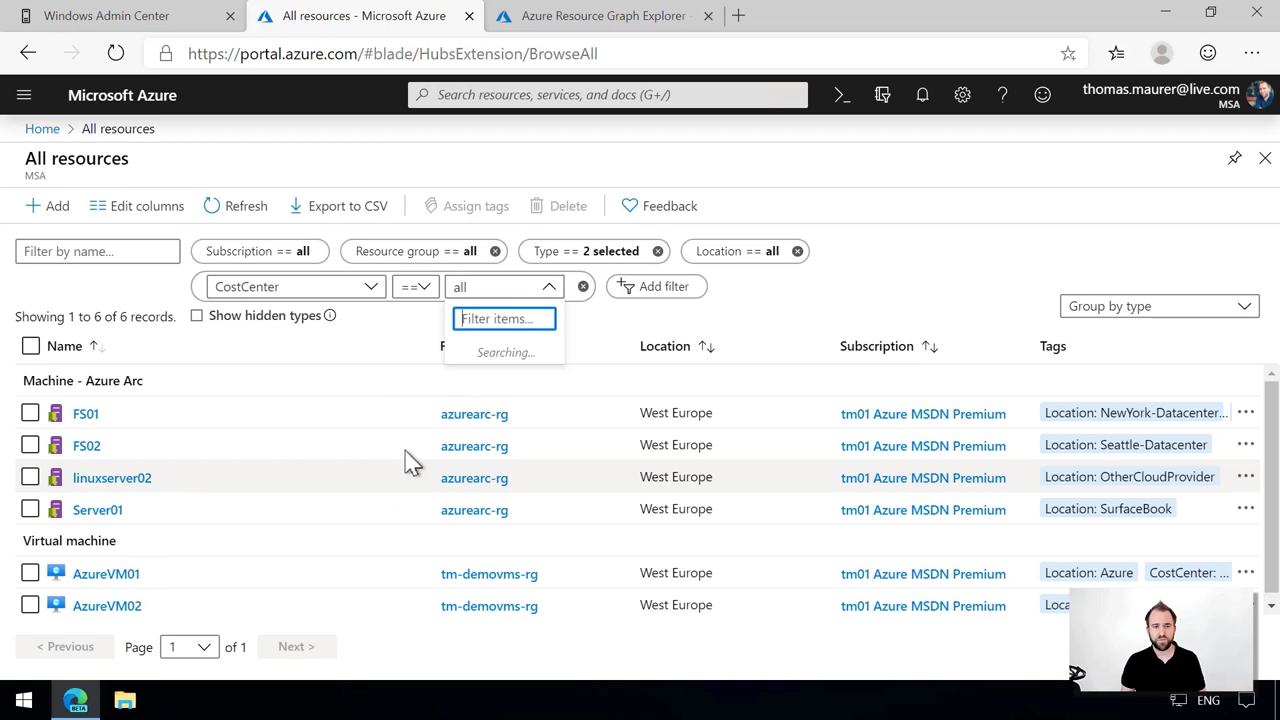 Windows Admin Center
All resources - Microsoft Azure
Azure Resource Graph Explorer -
https://portal.azure.com/#blade/HubsExtension/BrowseAll
Microsoft Azure
Search resources, services, and docs (G+/)
thomas.maurer@live.com
MSA
Home > All resources
All resources
MSA
Add
Edit columns
Refresh
Export to CSV
Assign tags
Delete
Feedback
Filter by name...
Subscription == all
Resource group == all
Type == 2 selected
Location == all
CostCenter
==
all
Add filter
Filter items...
Searching...
Showing 1 to 6 of 6 records.
Show hidden types
Group by type
Name
Location
Subscription
Tags
Machine - Azure Arc
FS01 azurearc-rg West Europe tm01 Azure MSDN Premium Location: NewYork-Datacenter...
FS02 azurearc-rg West Europe tm01 Azure MSDN Premium Location: Seattle-Datacenter
linuxserver02 azurearc-rg West Europe tm01 Azure MSDN Premium Location: OtherCloudProvider
Server01 azurearc-rg West Europe tm01 Azure MSDN Premium Location: SurfaceBook
Virtual machine
AzureVM01 tm-demovms-rg West Europe tm01 Azure MSDN Premium Location: Azure CostCenter: ...
AzureVM02 tm-demovms-rg West Europe tm01 Azure MSDN Premium
< Previous
Page 1 of 1
Next >
BETA
ENG